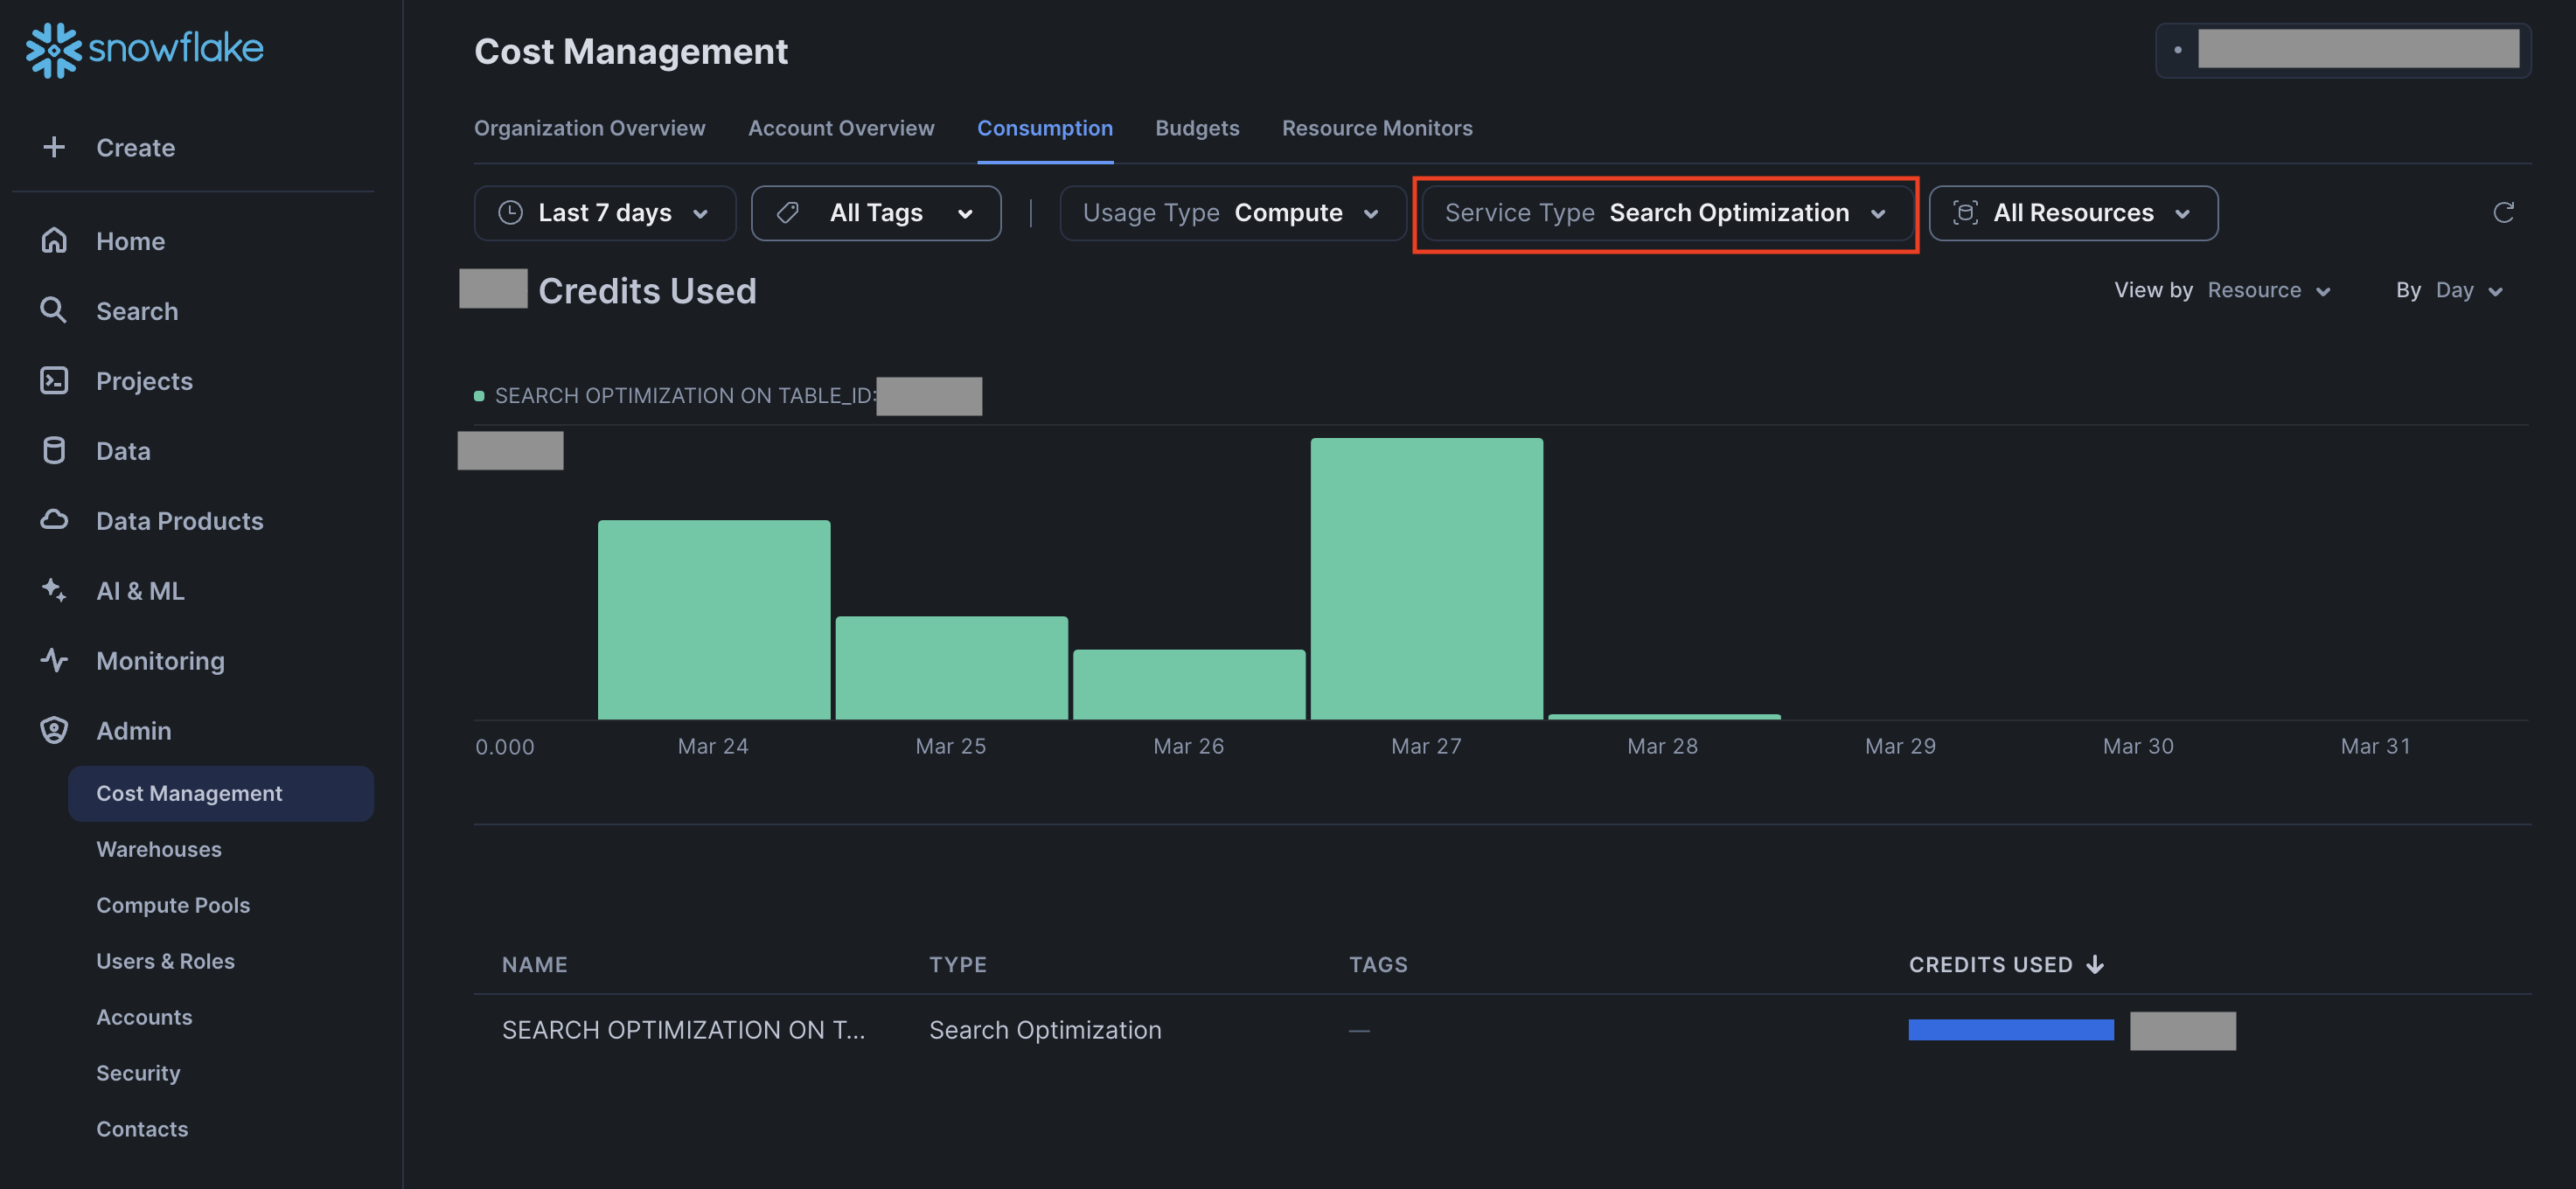 snowflake
Create
Home
Search
Projects
Data
Data Products
AI & ML
Monitoring
Admin
Cost Management
Warehouses
Compute Pools
Users & Roles
Accounts
Security
Contacts
Cost Management
Organization Overview Account Overview Consumption Budgets Resource Monitors
Last 7 days All Tags Usage Type Compute Service Type Search Optimization All Resources
Credits Used View by Resource By Day
SEARCH OPTIMIZATION ON TABLE_ID:
0.000 Mar 24 Mar 25 Mar 26 Mar 27 Mar 28 Mar 29 Mar 30 Mar 31
NAME TYPE TAGS CREDITS USED
SEARCH OPTIMIZATION ON T... Search Optimization —